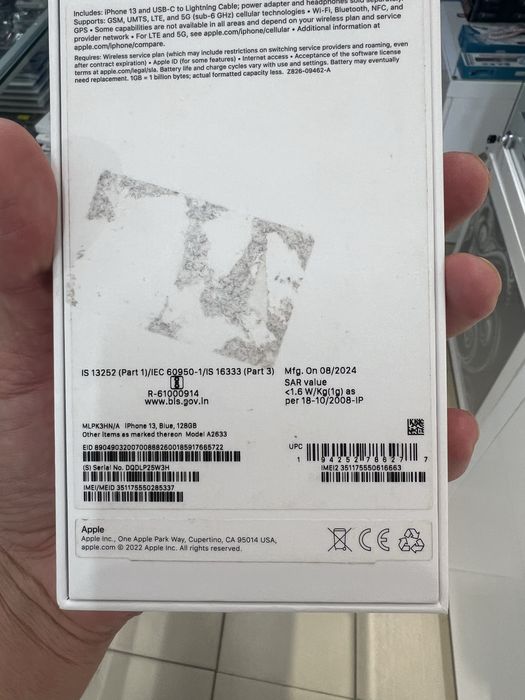 Includes: iPhone 13 and USB-C to Lightning Cable; power adapter and headphones sold separately.
Supports: GSM, UMTS, LTE, and 5G (sub-6 GHz) cellular technologies • Wi-Fi, Bluetooth, NFC, and
GPS • Some capabilities are not available in all areas and depend on your wireless plan and service
provider network • For LTE and 5G, see apple.com/iphone/cellular • Additional information at
apple.com/iphone/compare.
Requires: Wireless service plan (which may include restrictions on switching service providers and roaming, even
after contract expiration) • Apple ID (for some features) • Internet access • Acceptance of the software license
terms at apple.com/legal/sla. Battery life and charge cycles vary with use and settings. Battery may eventually
need replacement. 1GB = 1 billion bytes; actual formatted capacity less. Z826-09462-A
IS 13252 (Part 1)/IEC 60950-1/IS 16333 (Part 3)
R-61000914
www.bis.gov.in
Mfg. On 08/2024
SAR value
<1.6 W/Kg(1g) as
per 18-10/2008-IP
MLPK3HN/A iPhone 13, Blue, 128GB
Other items as marked thereon Model A2633
EID 89049032007008882600185917665722
(S) Serial No. DQDLP25W3H
IMEI/MEID 351175550285337
UPC
1 94252 78627 7
IMEI2 351175550616663
Apple
Apple Inc., One Apple Park Way, Cupertino, CA 95014 USA,
apple.com © 2022 Apple Inc. All rights reserved.
CE